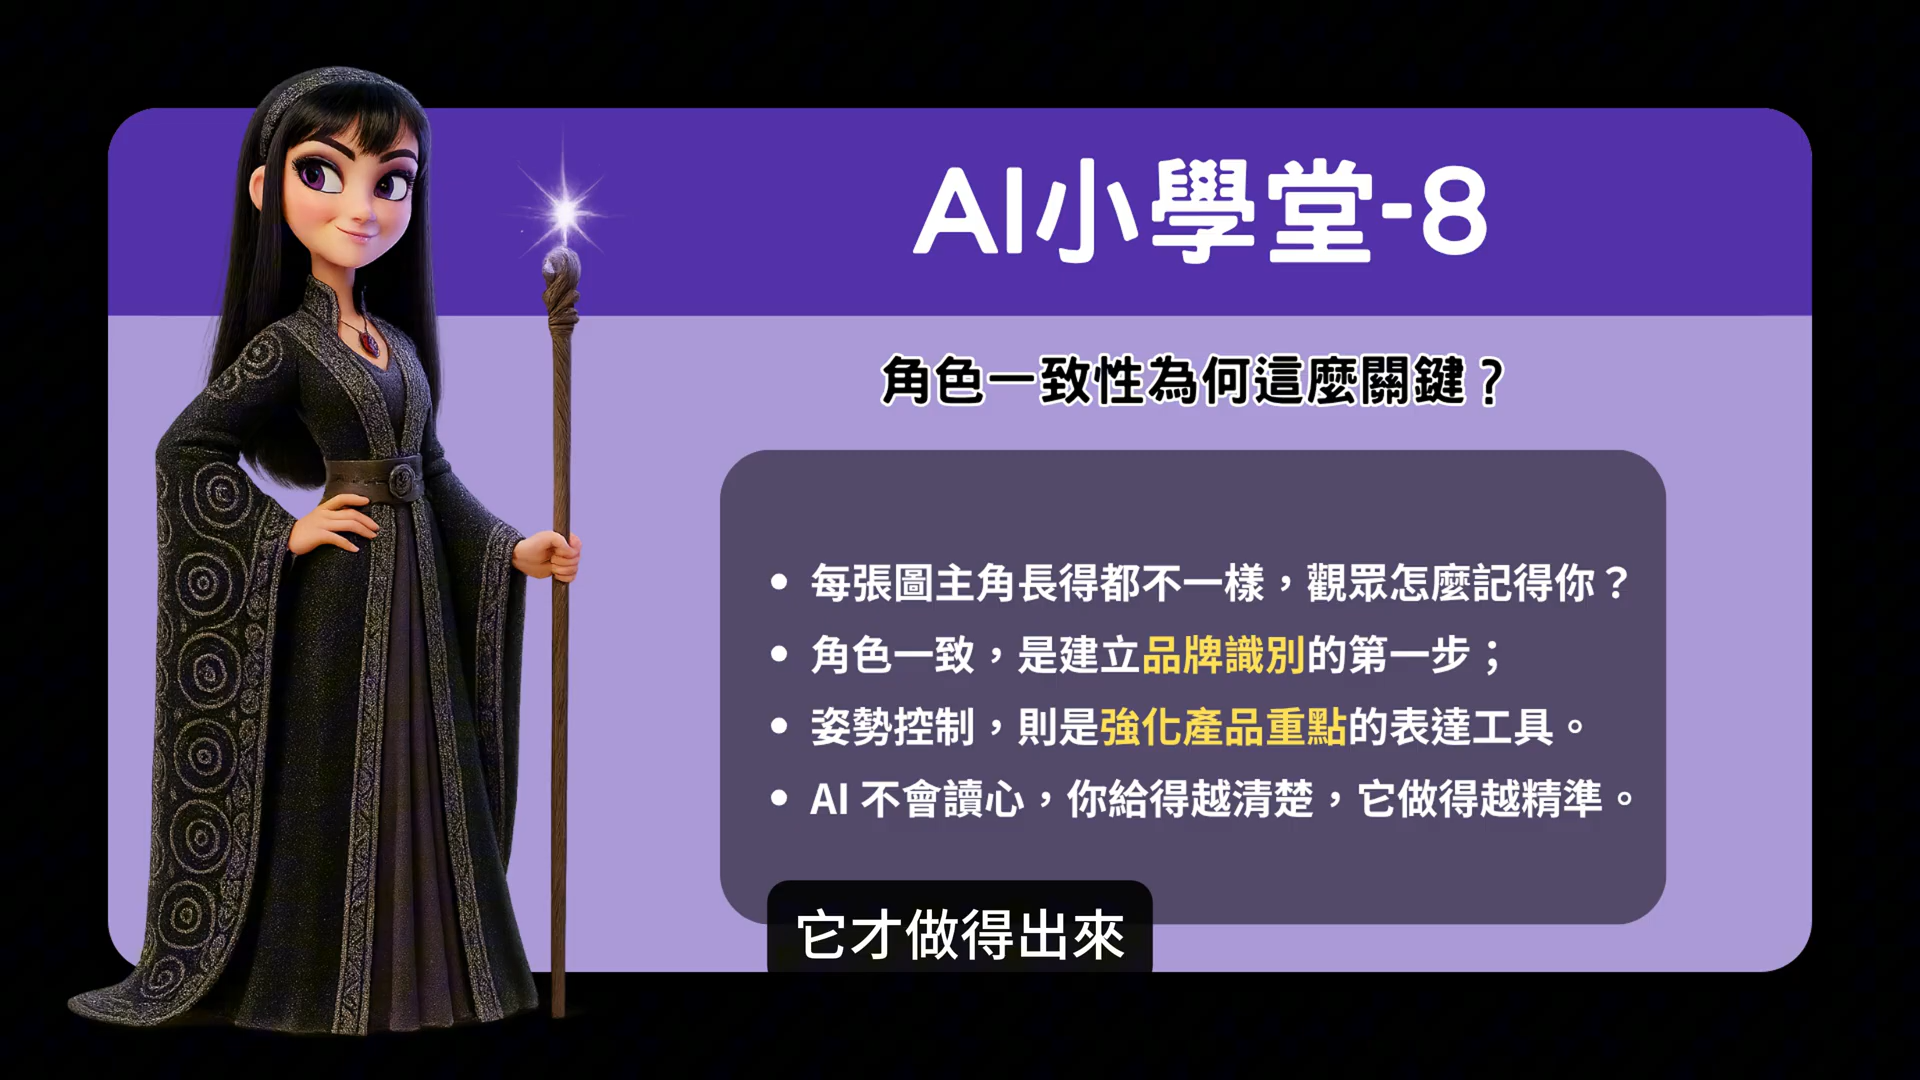 AI小學堂-8
角色一致性為何這麼關鍵？
• 每張圖主角長得都不一樣，觀眾怎麼記得你？
• 角色一致，是建立品牌識別的第一步；
• 姿勢控制，則是強化產品重點的表達工具。
• AI 不會讀心，你給得越清楚，它做得越精準。
它才做得出來